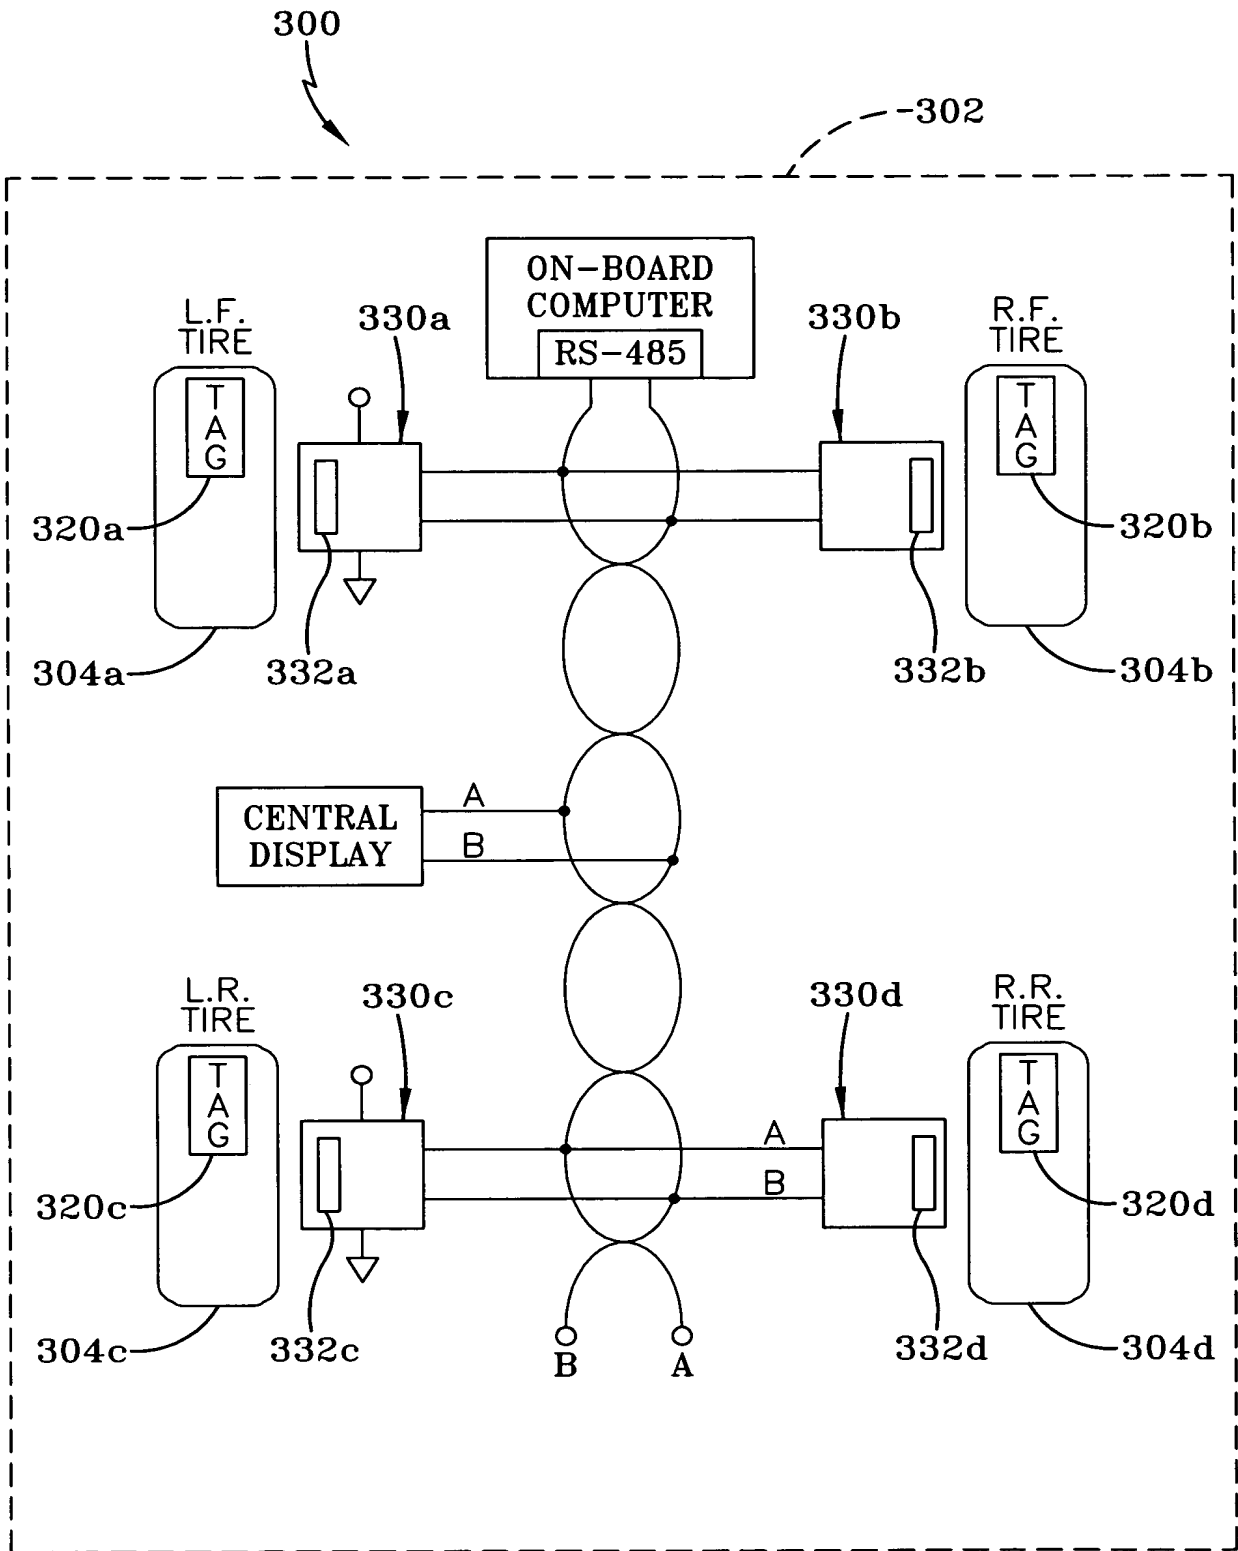 300
-302
ON-BOARD
COMPUTER
RS-485
L.F.
TIRE
330a
330b
R.F.
TIRE
T
A
G
T
A
G
320a
320b
304a
332a
332b
304b
CENTRAL
DISPLAY
A
B
L.R.
TIRE
330c
330d
R.R.
TIRE
T
A
G
T
A
G
A
B
320c
320d
304c
332c
B
A
332d
304d